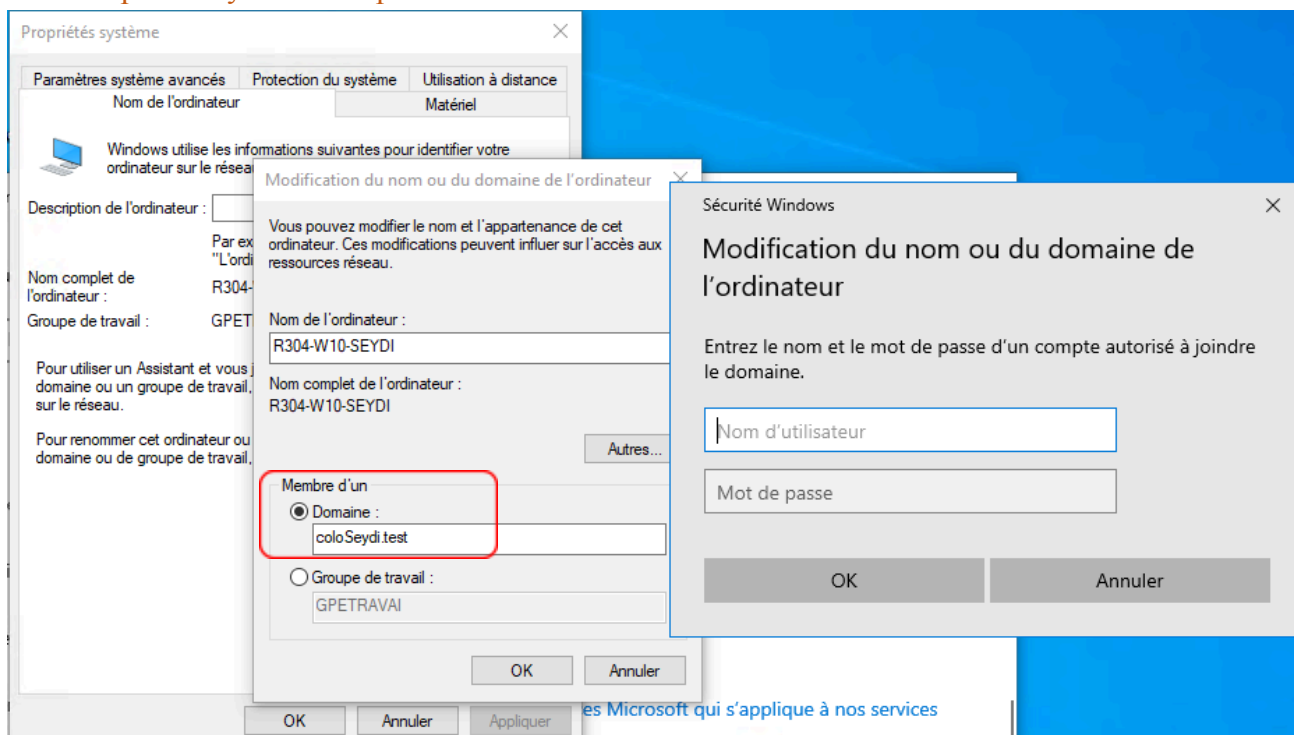 Propriétés système
Paramètres système avancés Protection du système Utilisation à distance
Nom de l'ordinateur Matériel
Windows utilise les informations suivantes pour identifier votre
ordinateur sur le résea
Description de l'ordinateur :
Par ex
"L'ordi
Nom complet de
l'ordinateur :
R304-
Groupe de travail : GPET
Pour utiliser un Assistant et vous j
domaine ou un groupe de travail,
sur le réseau.
Pour renommer cet ordinateur ou
domaine ou de groupe de travail,
OK Annuler Appliquer
Modification du nom ou du domaine de l'ordinateur
Vous pouvez modifier le nom et l'appartenance de cet
ordinateur. Ces modifications peuvent influer sur l'accès aux
ressources réseau.
Nom de l'ordinateur :
R304-W10-SEYDI
Nom complet de l'ordinateur :
R304-W10-SEYDI
Autres...
Membre d'un
Domaine :
coloSeydi.test
Groupe de travail :
GPETRAVAI
OK Annuler
Sécurité Windows
Modification du nom ou du domaine de
l'ordinateur
Entrez le nom et le mot de passe d'un compte autorisé à joindre
le domaine.
Nom d'utilisateur
Mot de passe
OK Annuler
es Microsoft qui s'applique à nos services